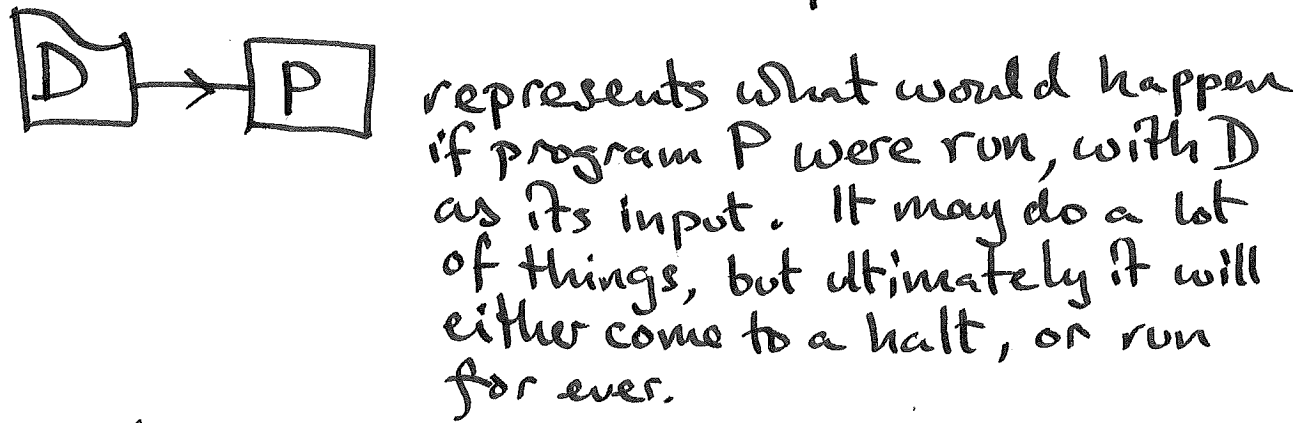 D P
represents what would happen
if program P were run, with D
as its input. It may do a lot
of things, but ultimately it will
either come to a halt, or run
for ever.